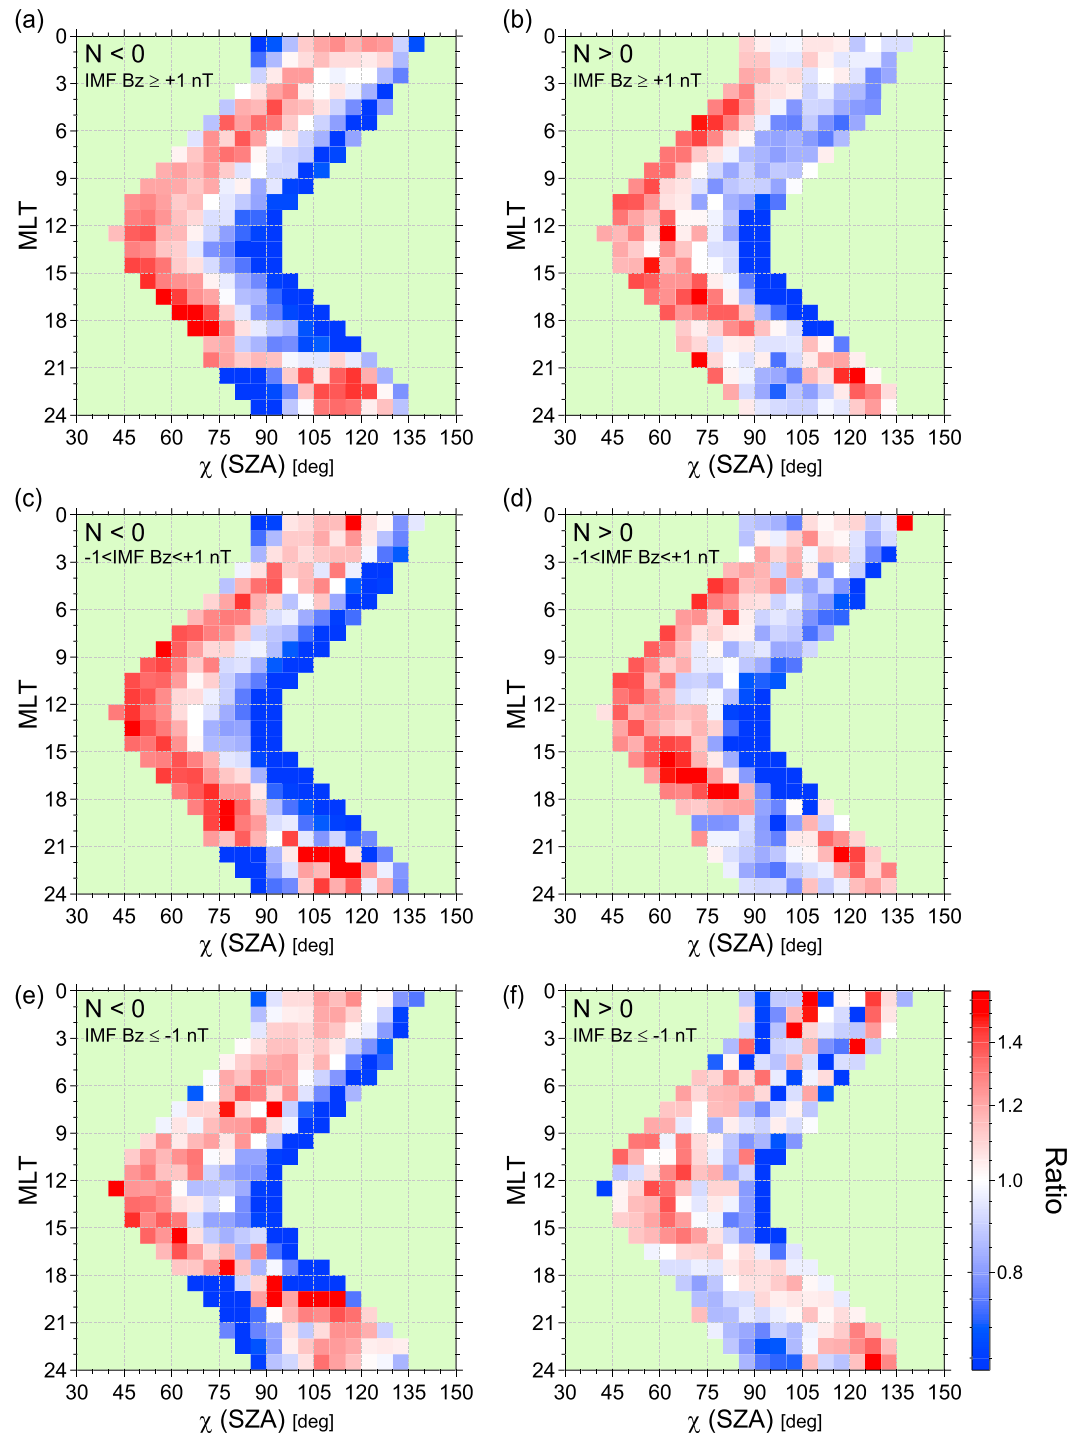 (a)
N < 0
IMF Bz ≥ +1 nT
0
3
6
9
12
15
18
21
24
MLT
30 45 60 75 90 105 120 135 150
χ (SZA) [deg]
(b)
N > 0
IMF Bz ≥ +1 nT
0
3
6
9
12
15
18
21
24
MLT
30 45 60 75 90 105 120 135 150
χ (SZA) [deg]
(c)
N < 0
-1<IMF Bz<+1 nT
0
3
6
9
12
15
18
21
24
MLT
30 45 60 75 90 105 120 135 150
χ (SZA) [deg]
(d)
N > 0
-1<IMF Bz<+1 nT
0
3
6
9
12
15
18
21
24
MLT
30 45 60 75 90 105 120 135 150
χ (SZA) [deg]
(e)
N < 0
IMF Bz ≤ -1 nT
0
3
6
9
12
15
18
21
24
MLT
30 45 60 75 90 105 120 135 150
χ (SZA) [deg]
(f)
N > 0
IMF Bz ≤ -1 nT
0
3
6
9
12
15
18
21
24
MLT
30 45 60 75 90 105 120 135 150
χ (SZA) [deg]
1.4
1.2
1.0
0.8
Ratio